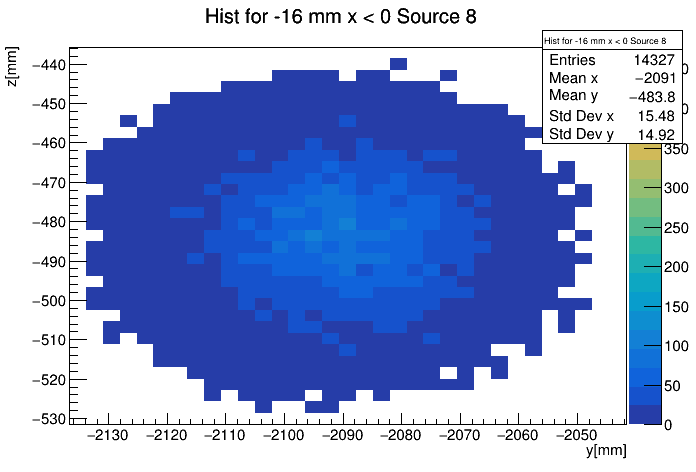 Hist for -16 mm x < 0 Source 8
Hist for -16 mm x < 0 Source 8
Entries 14327
Mean x −2091
Mean y −483.8
Std Dev x 15.48
Std Dev y 14.92
z[mm]
−440
−450
−460
−470
−480
−490
−500
−510
−520
−530
−2130 −2120 −2110 −2100 −2090 −2080 −2070 −2060 −2050
y[mm]
350
300
250
200
150
100
50
0